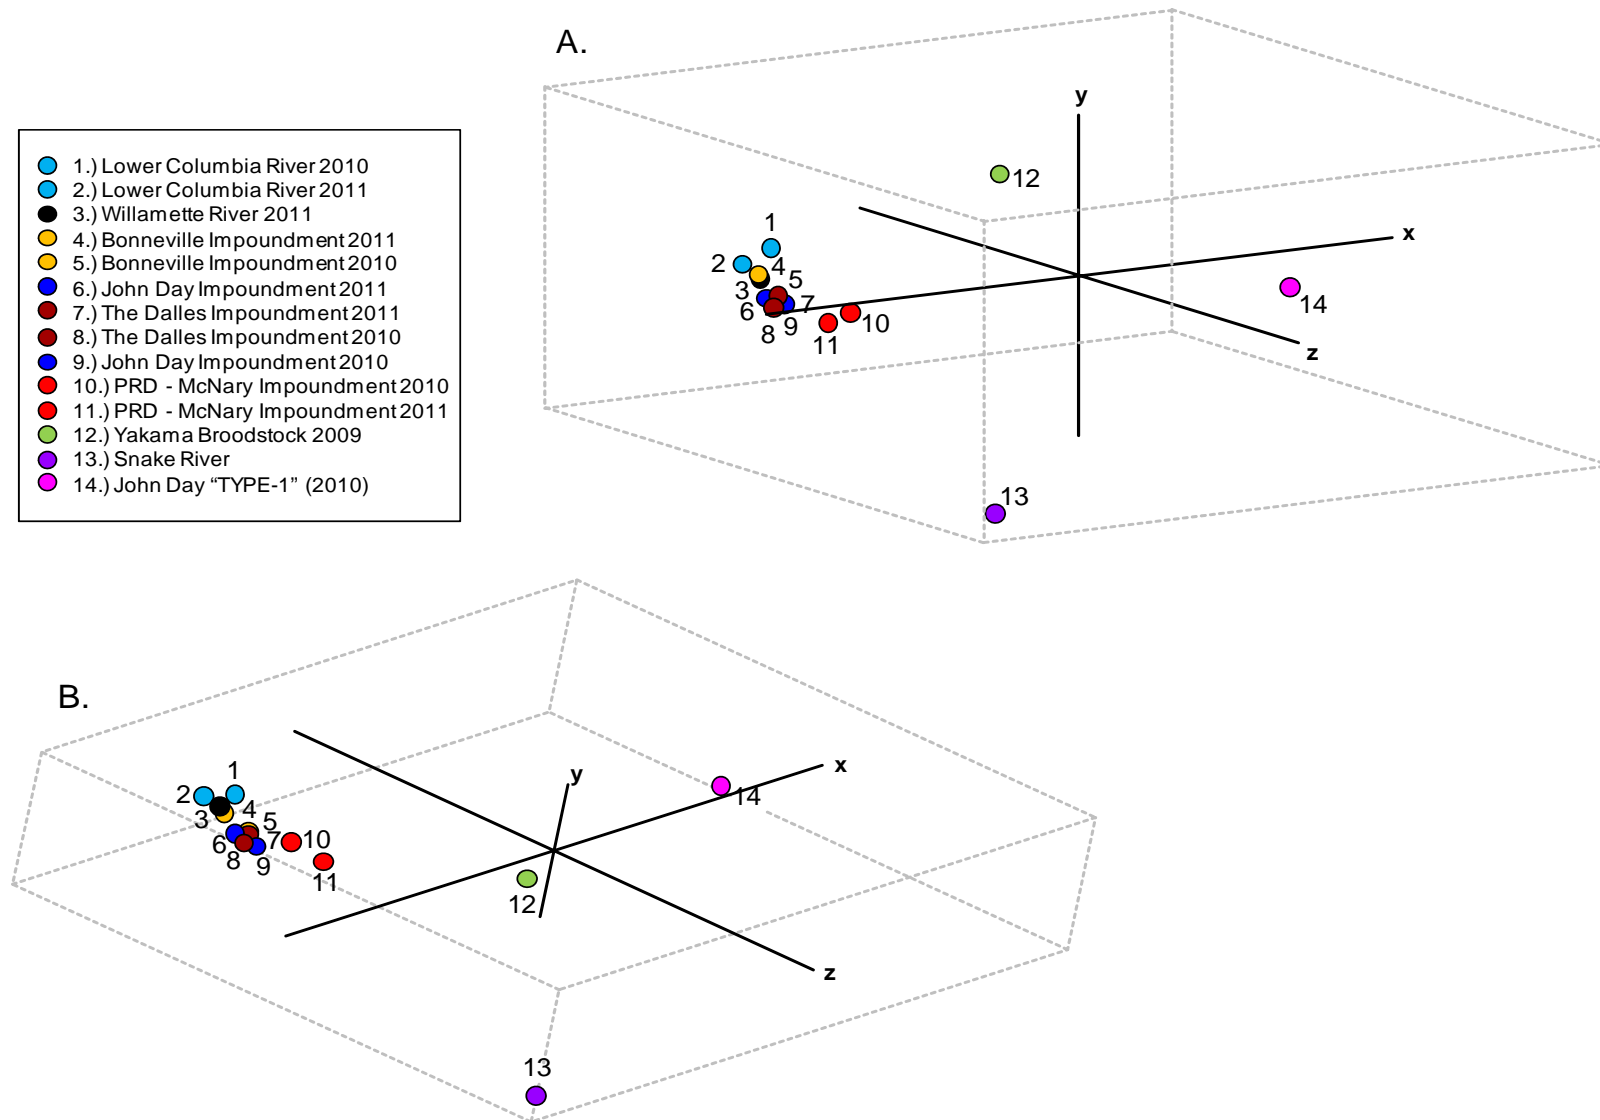 A.
y
12
1
x
2
4
5
14
3
7
6
10
8
9
11
z
13
1.) Lower Columbia River 2010
2.) Lower Columbia River 2011
3.) Willamette River 2011
4.) Bonneville Impoundment 2011
5.) Bonneville Impoundment 2010
6.) John Day Impoundment 2011
7.) The Dalles Impoundment 2011
8.) The Dalles Impoundment 2010
9.) John Day Impoundment 2010
10.) PRD - McNary Impoundment 2010
11.) PRD - McNary Impoundment 2011
12.) Yakama Broodstock 2009
13.) Snake River
14.) John Day “TYPE-1” (2010)
B.
y
x
1
2
14
3
4
5
6
7
10
8
9
11
12
z
13